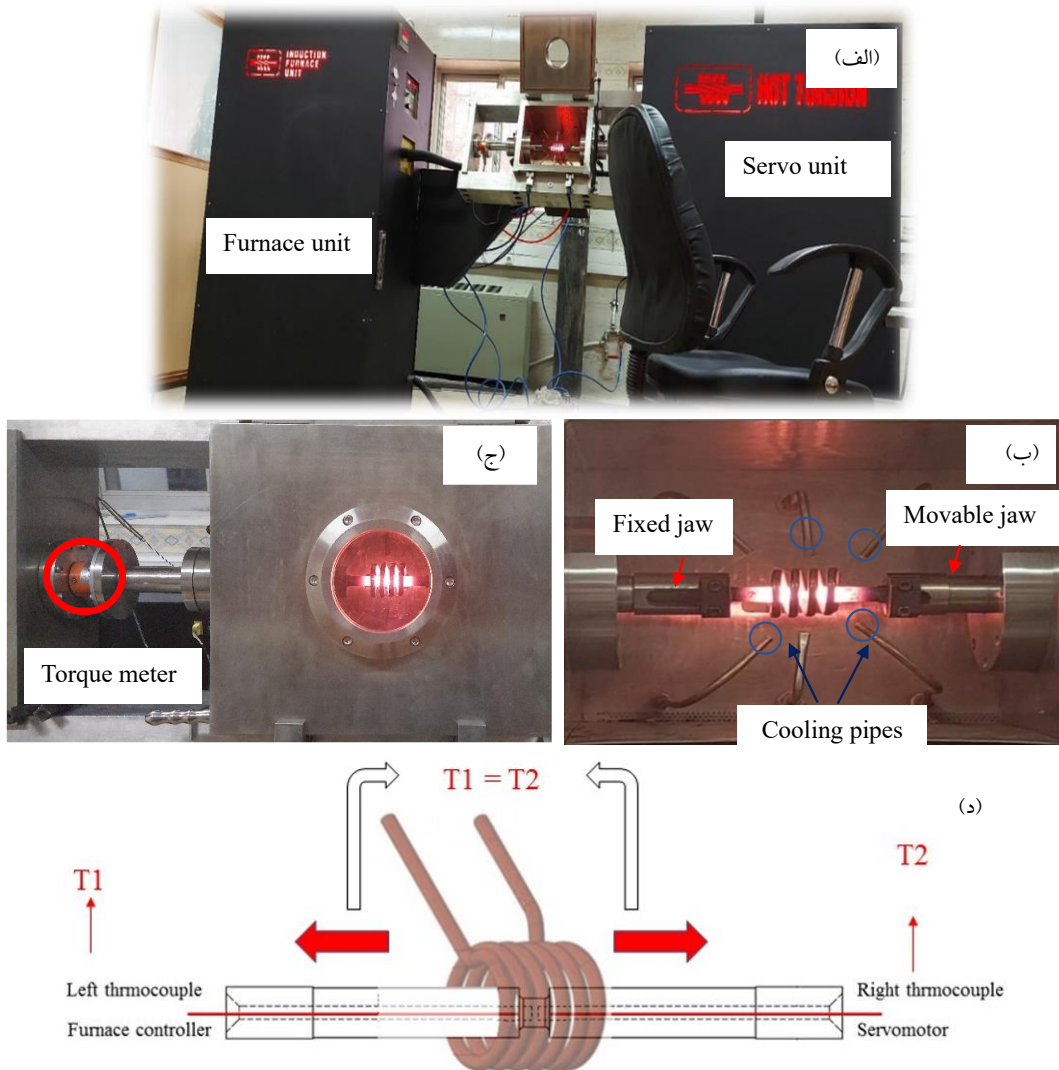 INDUCTION
FURNACE
UNIT
(الف)
HOT TORSION
Servo unit
Furnace unit
(ج)
Torque meter
(ب)
Fixed jaw
Movable jaw
Cooling pipes
T1 = T2
(د)
T1
T2
Left thrmocouple
Furnace controller
Right thrmocouple
Servomotor